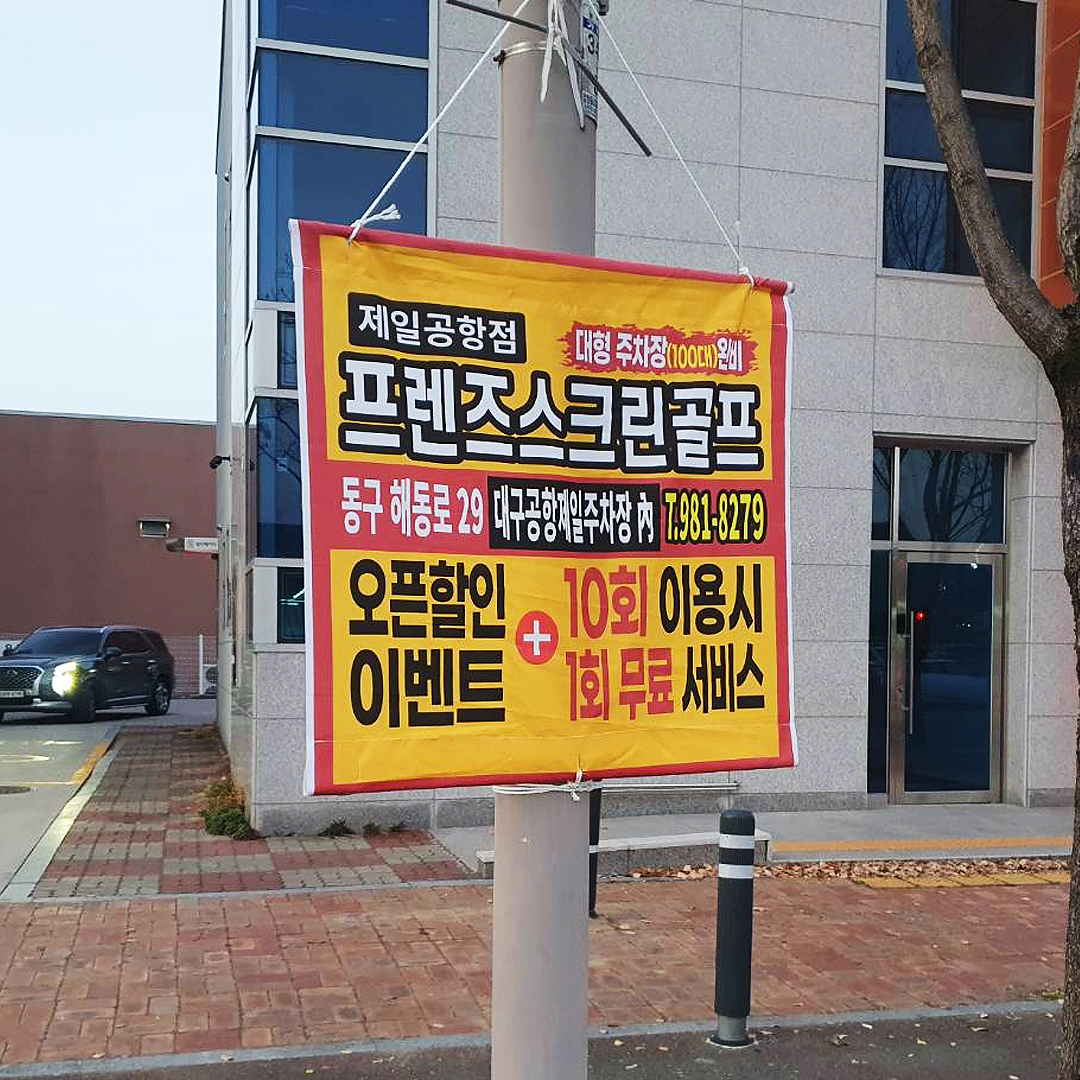 제일공항점
대형 주차장(100대)완비
프렌즈스크린골프
동구 해동로 29 대구공항제일주차장 內 T.981-8279
오픈할인
이벤트
+
10회 이용시
1회 무료 서비스
3